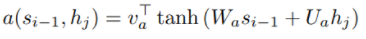 a(s_{i−1}, h_j) = v_a^⊤ tanh (W_a s_{i−1} + U_a h_j)